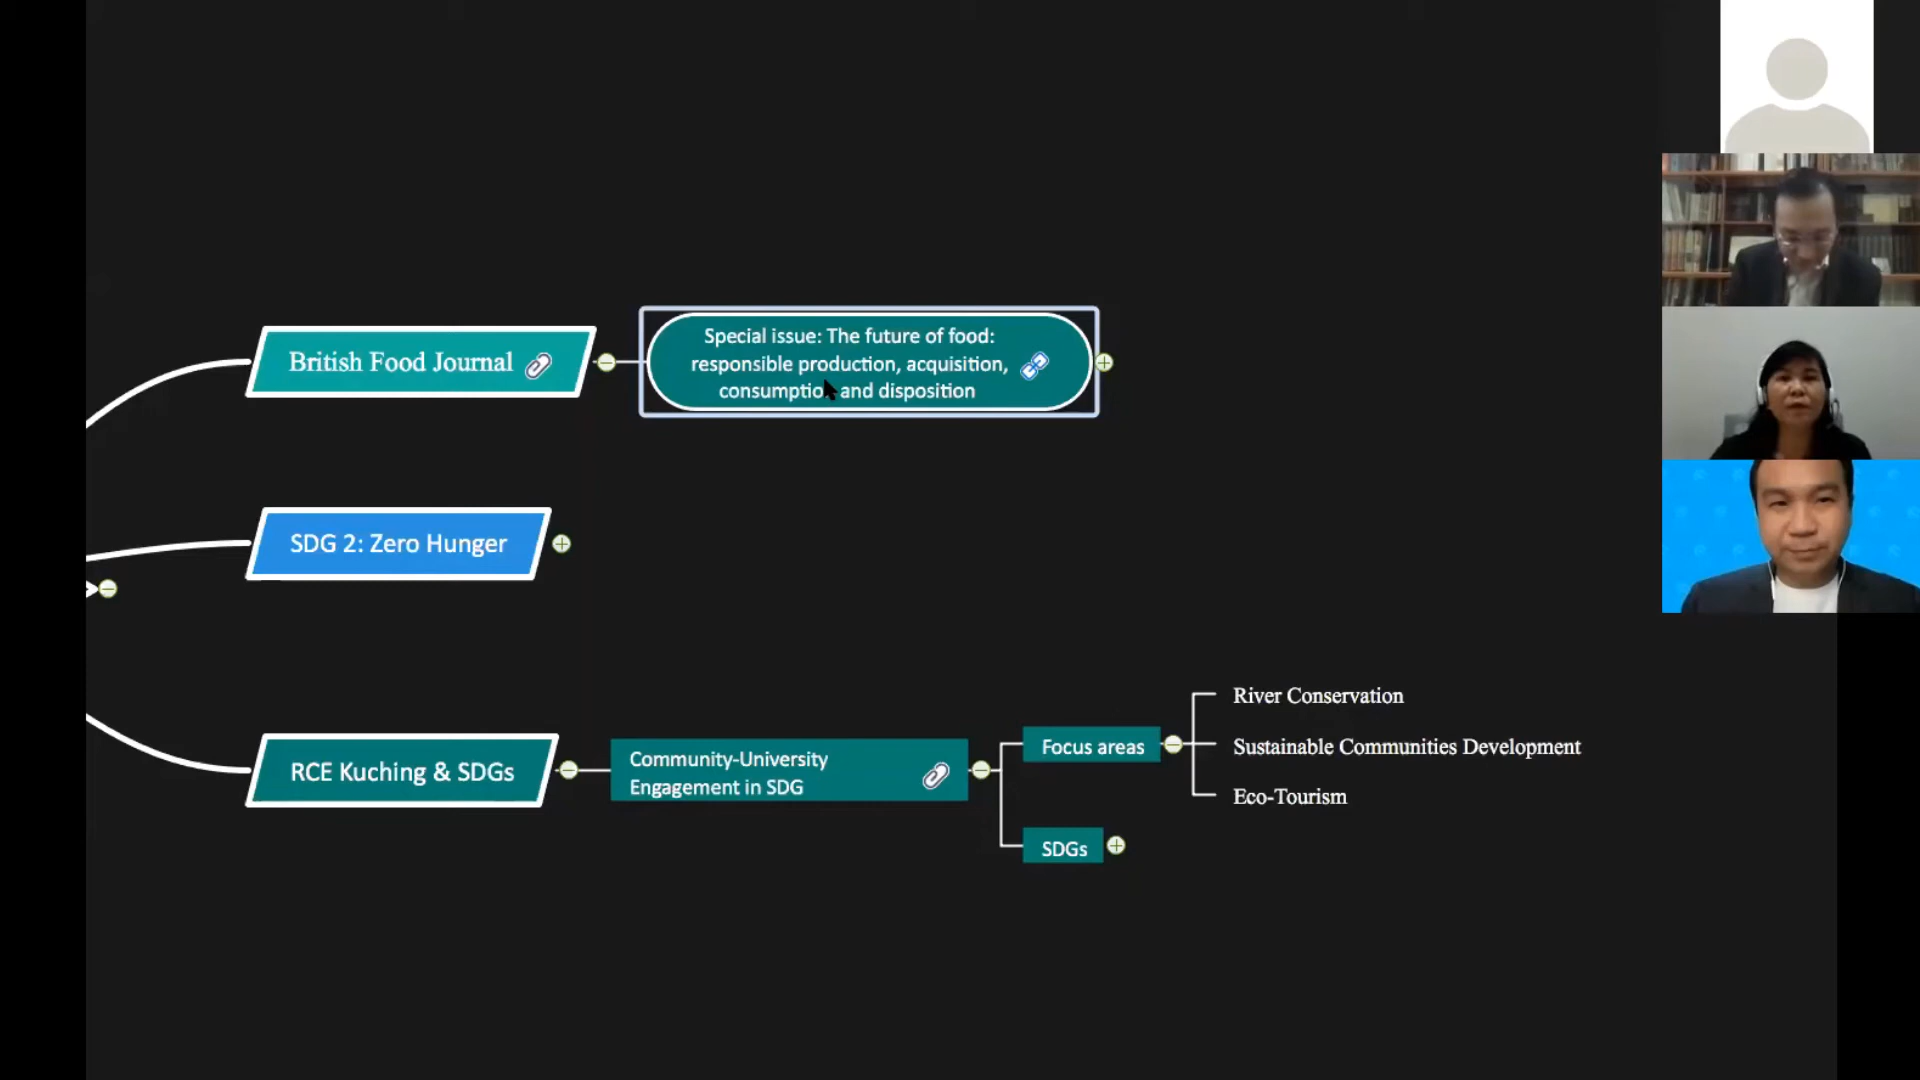 British Food Journal
Special issue: The future of food:
responsible production, acquisition,
consumption and disposition
SDG 2: Zero Hunger
RCE Kuching & SDGs
Community-University
Engagement in SDG
Focus areas
River Conservation
Sustainable Communities Development
Eco-Tourism
SDGs